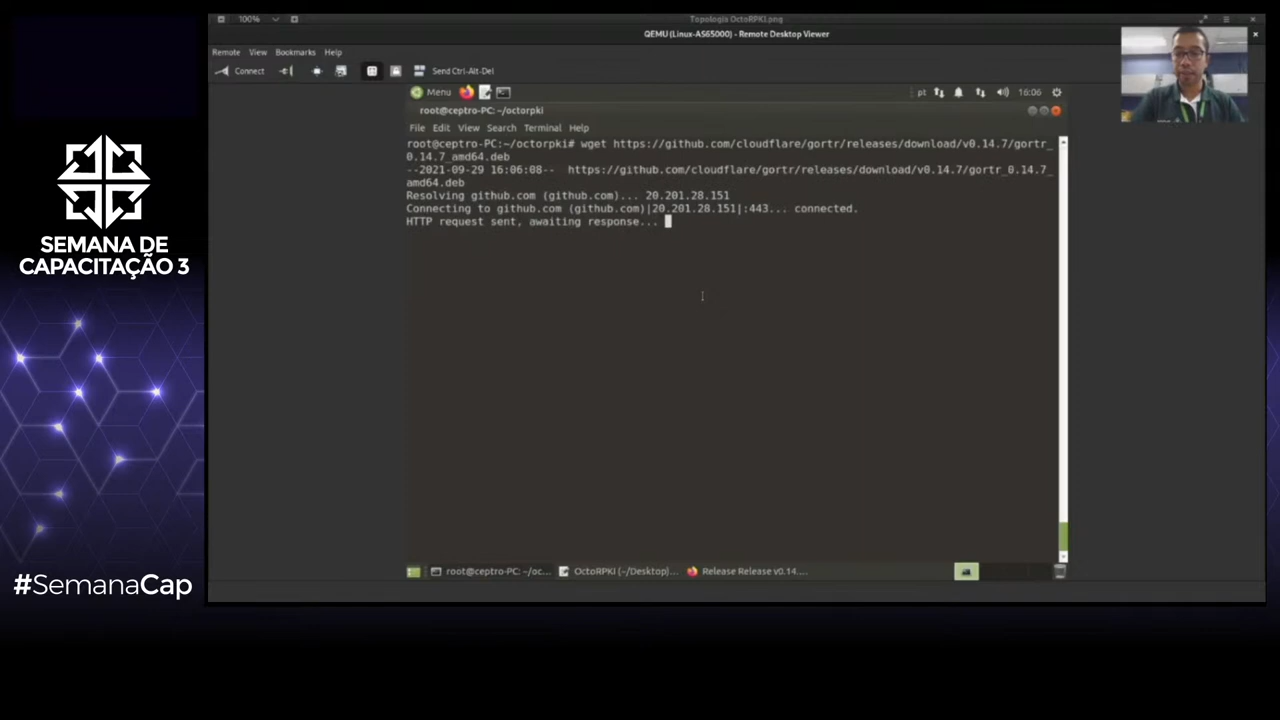 100%
Topologia OctoRPKI.png
QEMU (Linux-AS65000) - Remote Desktop Viewer
Remote View Bookmarks Help
Connect
Send Ctrl-Alt-Del
Menu
pt
16:06
root@ceptro-PC: ~/octorpki
File Edit View Search Terminal Help
root@ceptro-PC:~/octorpki# wget https://github.com/cloudflare/gortr/releases/download/v0.14.7/gortr_
0.14.7_amd64.deb
--2021-09-29 16:06:08-- https://github.com/cloudflare/gortr/releases/download/v0.14.7/gortr_0.14.7_
amd64.deb
Resolving github.com (github.com)... 20.201.28.151
Connecting to github.com (github.com)|20.201.28.151|:443... connected.
HTTP request sent, awaiting response...
root@ceptro-PC: ~/oc...
OctoRPKI (~/Desktop)...
Release Release v0.14....
SEMANA DE
CAPACITAÇÃO 3
#SemanaCap